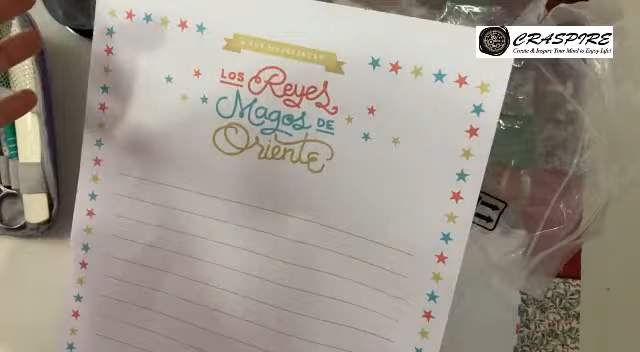 CRASPIRE
Create & Inspire Your Mind to Enjoy Life!
LOS Reyes
Magos DE
Oriente